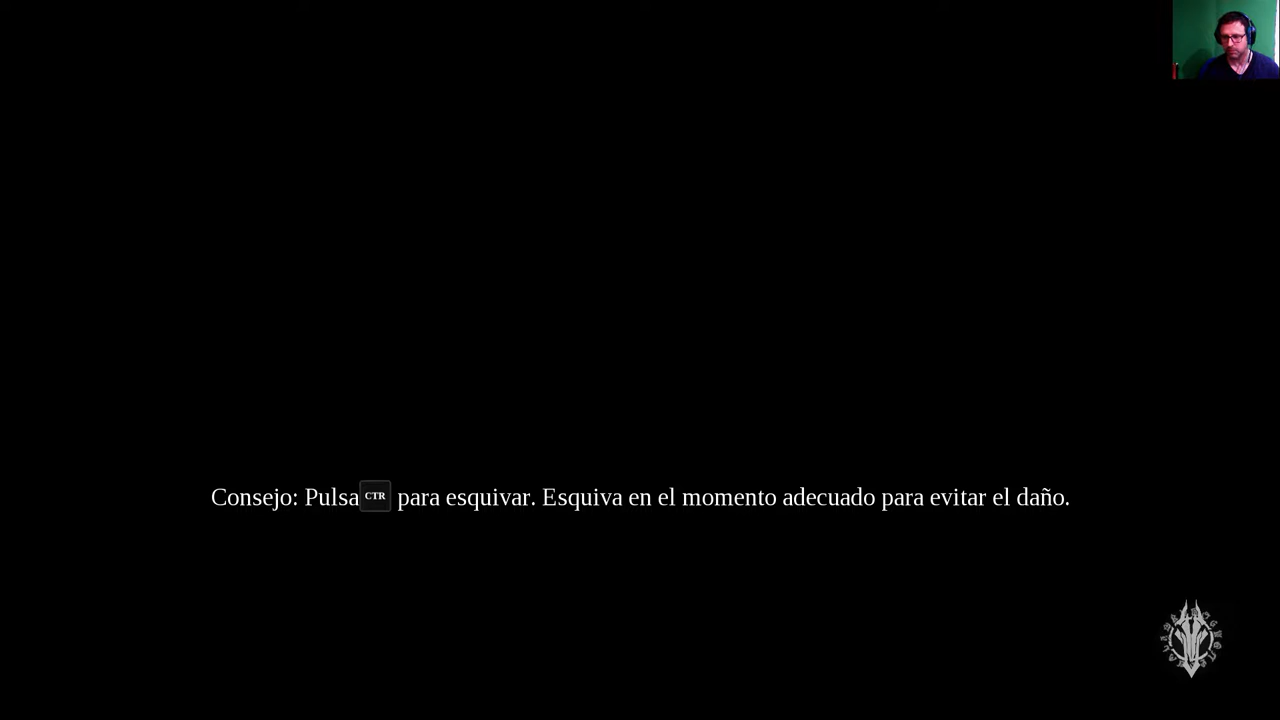 Consejo: Pulsa CTR para esquivar. Esquiva en el momento adecuado para evitar el daño.